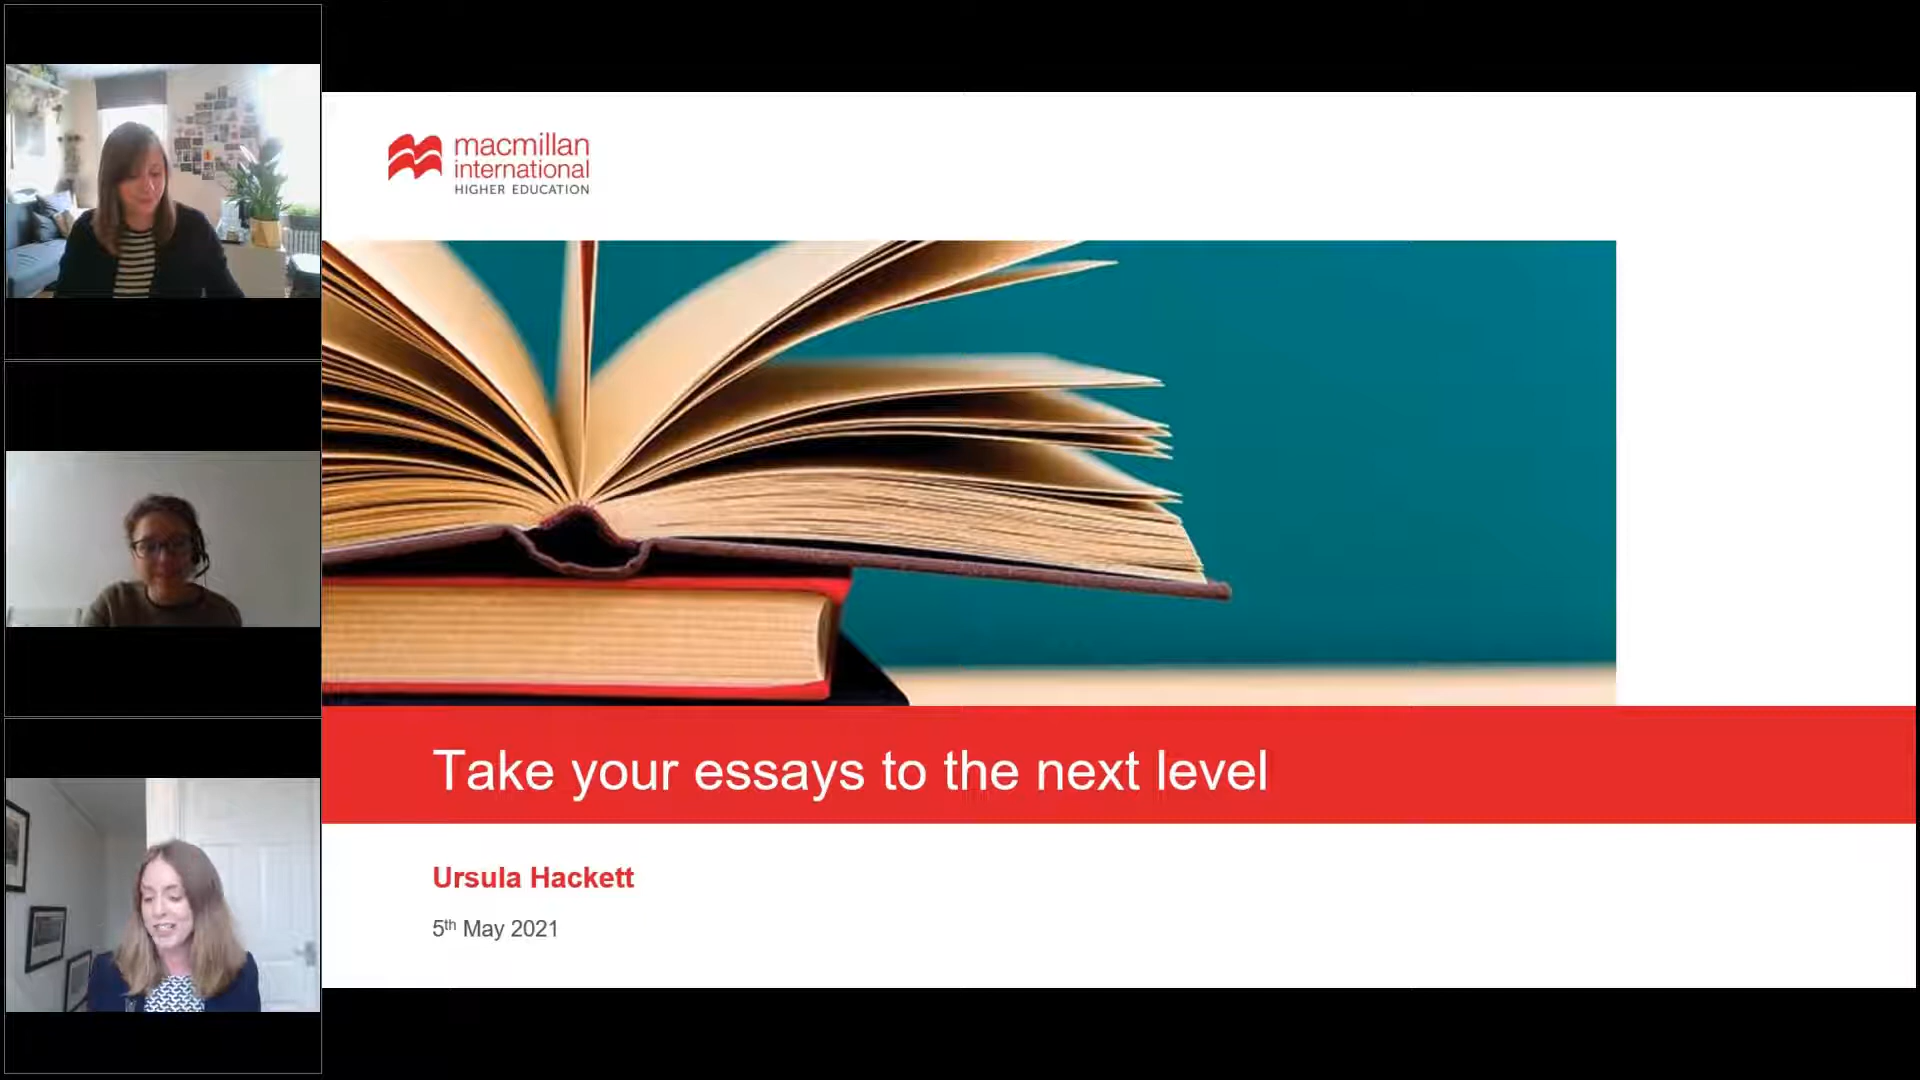 macmillan
international
HIGHER EDUCATION
Take your essays to the next level
Ursula Hackett
5th May 2021